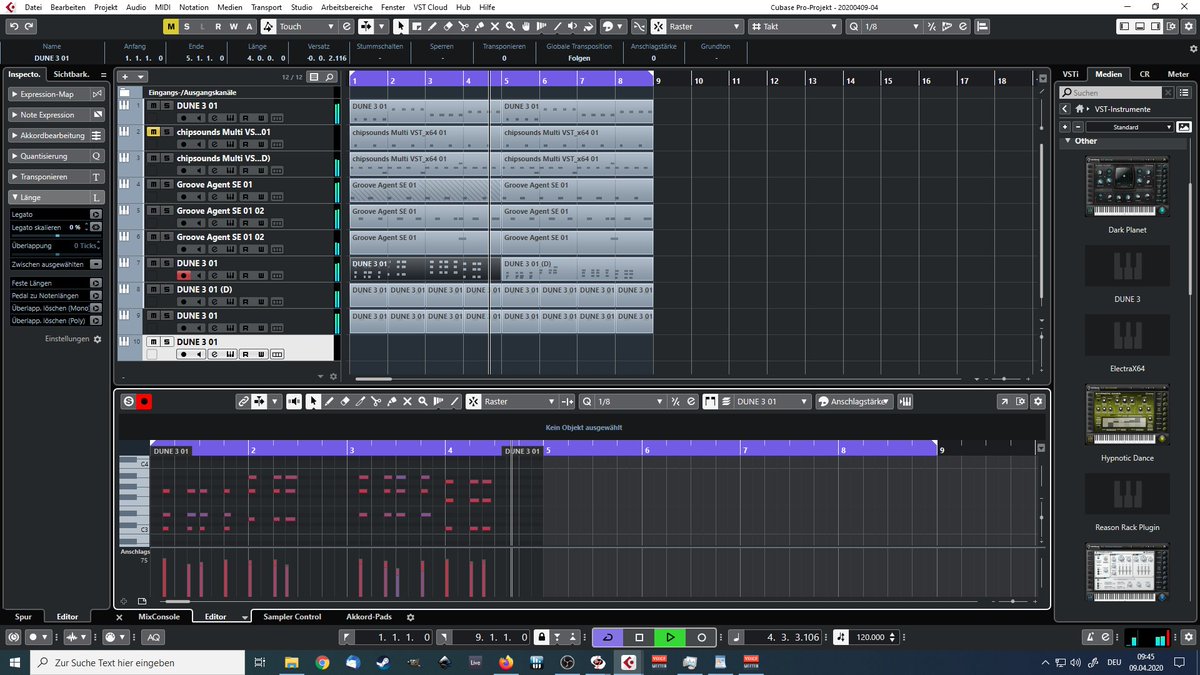 Datei Bearbeiten Projekt Audio MIDI Notation Medien Transport Studio Arbeitsbereiche Fenster VST Cloud Hub Hilfe
Cubase Pro-Projekt - 20200409-04
M S L R W A Touch Raster Takt 1/8
Name Anfang Ende Länge Versatz Stummschalten Sperren Transponieren Globale Transposition Anschlagstärke Grundton
DUNE 3 01 1. 1. 1. 0 5. 1. 1. 0 4. 0. 0. 0 -0. 0. 2.116 - - 0 Folgen 0 -
Inspecto. Sichtbark. 12 / 12
1 2 3 4 5 6 7 8 9 10 11 12 13 14 15 16 17 18
VSTi Medien CR Meter
Suchen
VST-Instrumente
Standard
Other
Dark Planet
DUNE 3
ElectraX64
Hypnotic Dance
Reason Rack Plugin
Expression-Map
Note Expression
Akkordbearbeitung
Quantisierung
Transponieren
Länge
Legato
Legato skalieren 0 %
Überlappung 0 Ticks
Zwischen ausgewählten
Feste Längen
Pedal zu Notenlängen
Überlapp. löschen (Mono
Überlapp. löschen (Poly)
Einstellungen
Eingangs-/Ausgangskanäle
1 DUNE 3 01 DUNE 3 01 DUNE 3 01
2 chipsounds Multi VS...01 chipsounds Multi VST_x64 01 chipsounds Multi VST_x64 01
3 chipsounds Multi VS...D) chipsounds Multi VST_x64 01 chipsounds Multi VST_x64 01
4 Groove Agent SE 01 Groove Agent SE 01 Groove Agent SE 01
5 Groove Agent SE 01 02 Groove Agent SE 01 Groove Agent SE 01
6 Groove Agent SE 01 02 Groove Agent SE 01 Groove Agent SE 01
7 DUNE 3 01 DUNE 3 01 DUNE 3 01 (D)
8 DUNE 3 01 (D) DUNE 3 01 DUNE 3 01 DUNE 3 01 DUNE 3 01 DUNE 3 01 DUNE 3 01 DUNE 3 01 DUNE 3 01
9 DUNE 3 01 DUNE 3 01 DUNE 3 01 DUNE 3 01 DUNE 3 01 DUNE 3 01 DUNE 3 01 DUNE 3 01 DUNE 3 01
10 DUNE 3 01
Raster 1/8 DUNE 3 01 Anschlagstärke
Kein Objekt ausgewählt
DUNE 3 01 2 3 4 DUNE 3 01 5 6 7 8 9
C4
C3
Anschlags
75
Spur Editor MixConsole Editor Sampler Control Akkord-Pads
AQ 1. 1. 1. 0 9. 1. 1. 0 4. 3. 3.106 120.000
Zur Suche Text hier eingeben
Live
DEU
09:45
09.04.2020